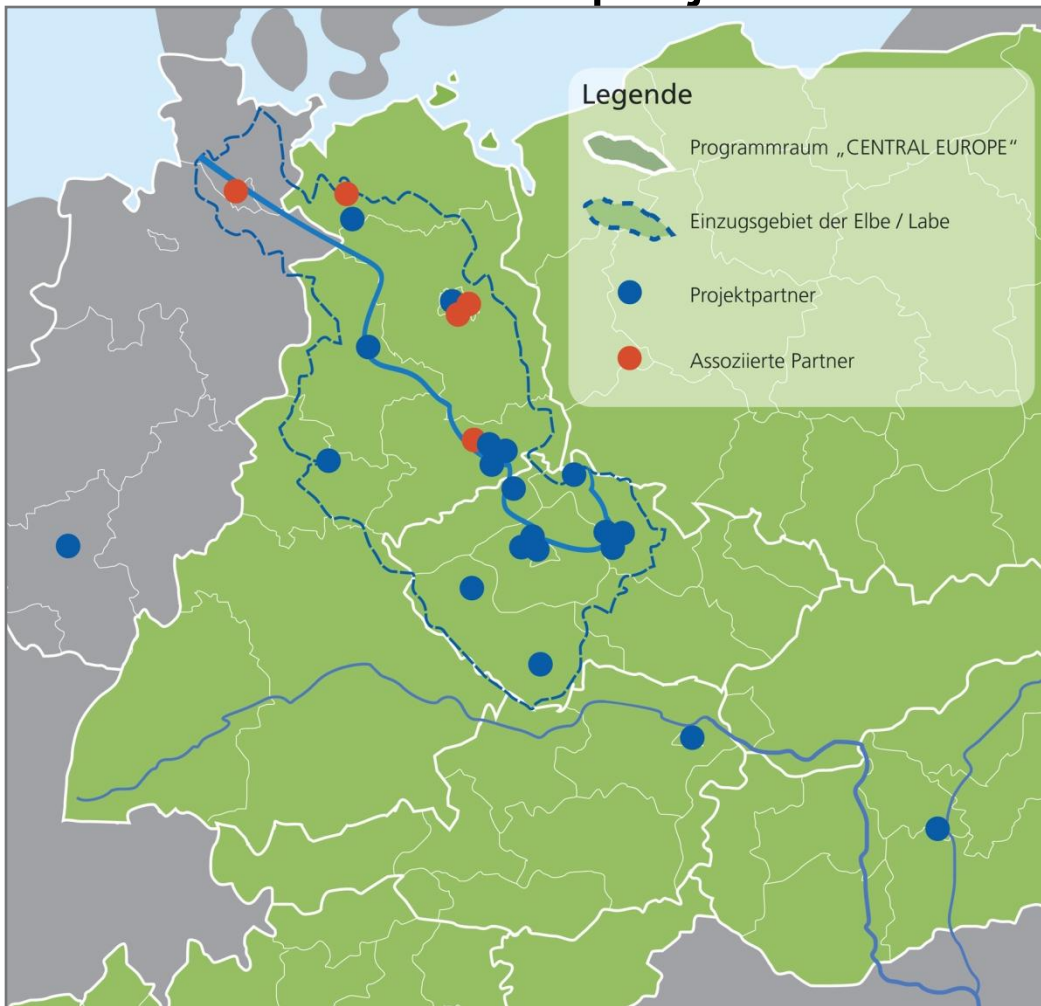 Legende
Programmraum „CENTRAL EUROPE“
Einzugsgebiet der Elbe / Labe
Projektpartner
Assoziierte Partner